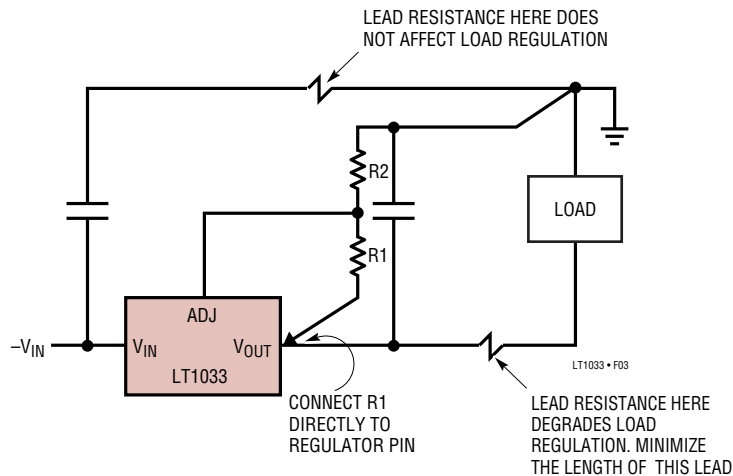 LEAD RESISTANCE HERE DOES
NOT AFFECT LOAD REGULATION
R2
LOAD
R1
ADJ
–VIN
VIN
VOUT
LT1033
LT1033 • F03
CONNECT R1
DIRECTLY TO
REGULATOR PIN
LEAD RESISTANCE HERE
DEGRADES LOAD
REGULATION. MINIMIZE
THE LENGTH OF THIS LEAD